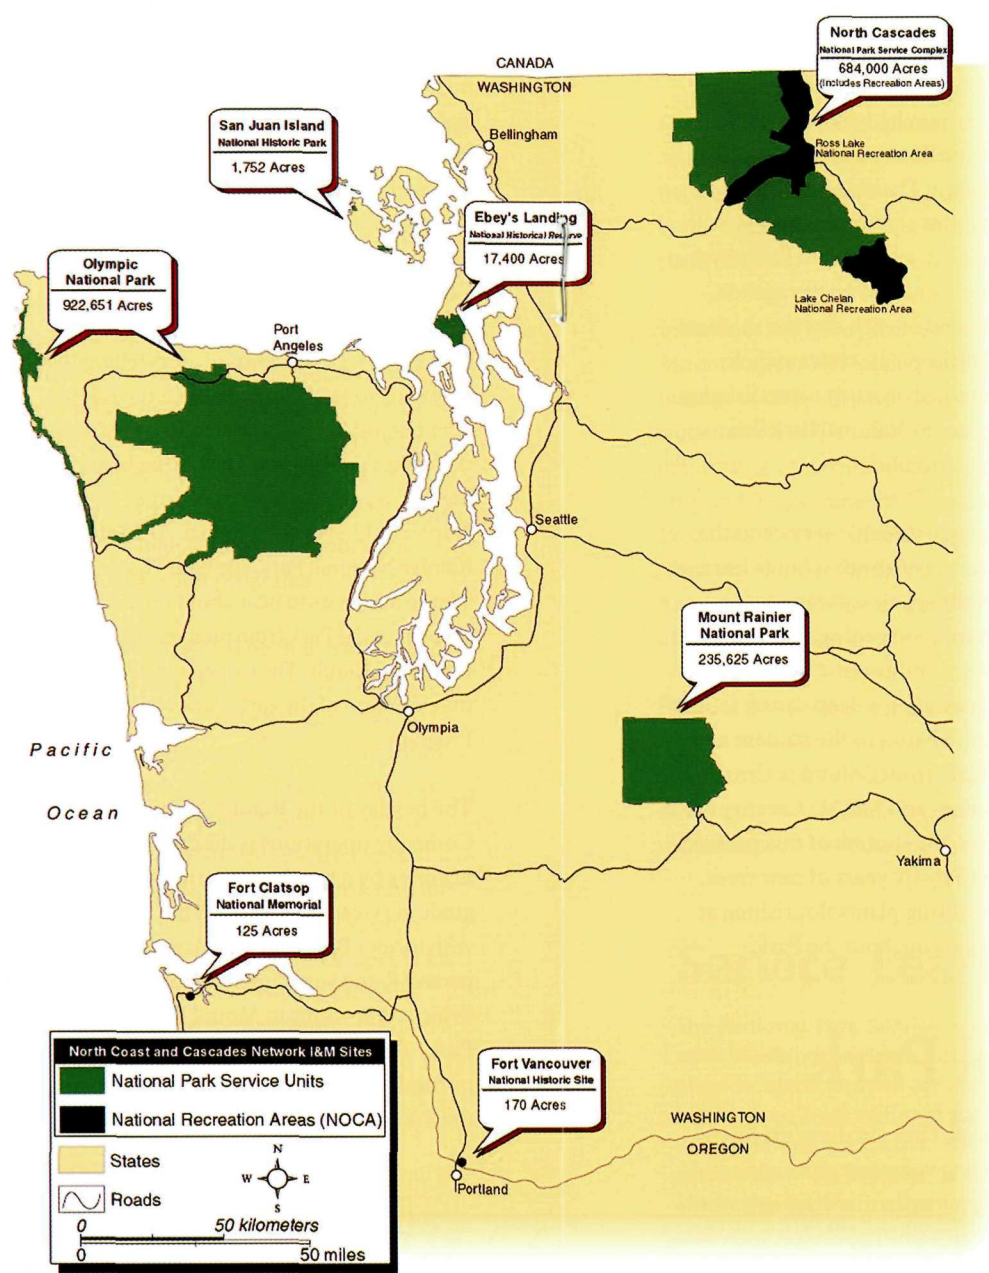 North Cascades
National Park Service Complex
684,000 Acres
(Includes Recreation Areas)
CANADA
WASHINGTON
San Juan Island
National Historic Park
1,752 Acres
Bellingham
Ross Lake
National Recreation Area
Ebey's Landing
National Historical Reserve
17,400 Acres
Olympic
National Park
922,651 Acres
Lake Chelan
National Recreation Area
Port
Angeles
Seattle
Mount Rainier
National Park
235,625 Acres
Olympia
Pacific
Ocean
Yakima
Fort Clatsop
National Memorial
125 Acres
North Coast and Cascades Network I&M Sites
National Park Service Units
National Recreation Areas (NOCA)
States
Roads
N
W
E
S
0
50 kilometers
0
50 miles
Fort Vancouver
National Historic Site
170 Acres
WASHINGTON
OREGON
Portland